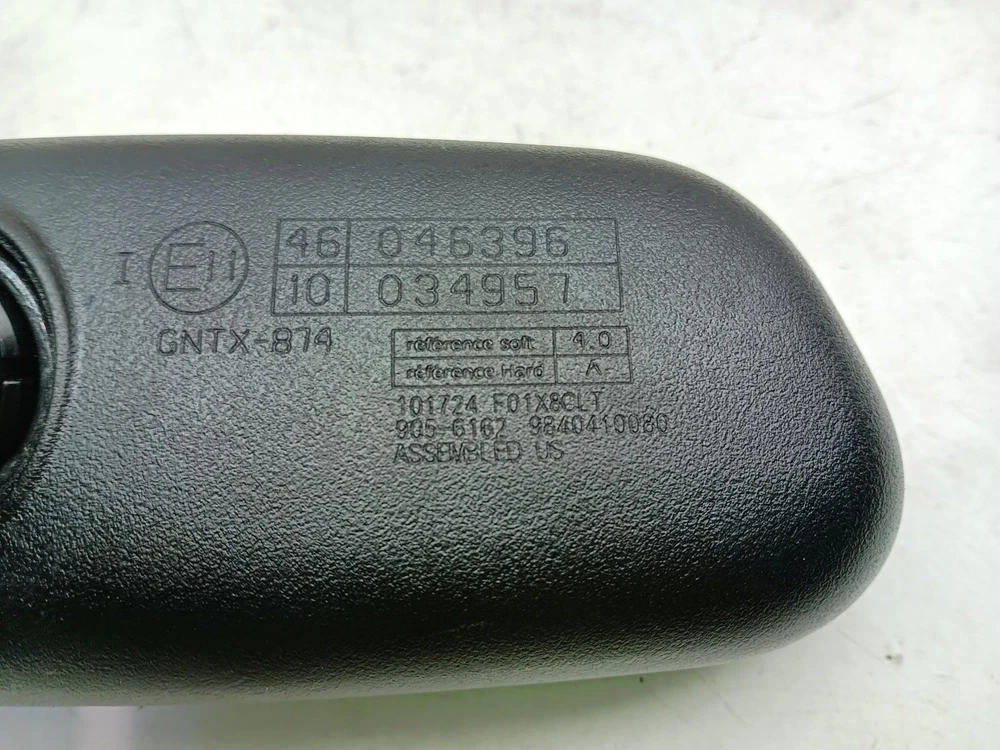 46 046396
I E11 10 034957
GNTX-874
référence soft 4.0
référence Hard A
101724 F01X8CLT
905-6162 9840410080
ASSEMBLED US